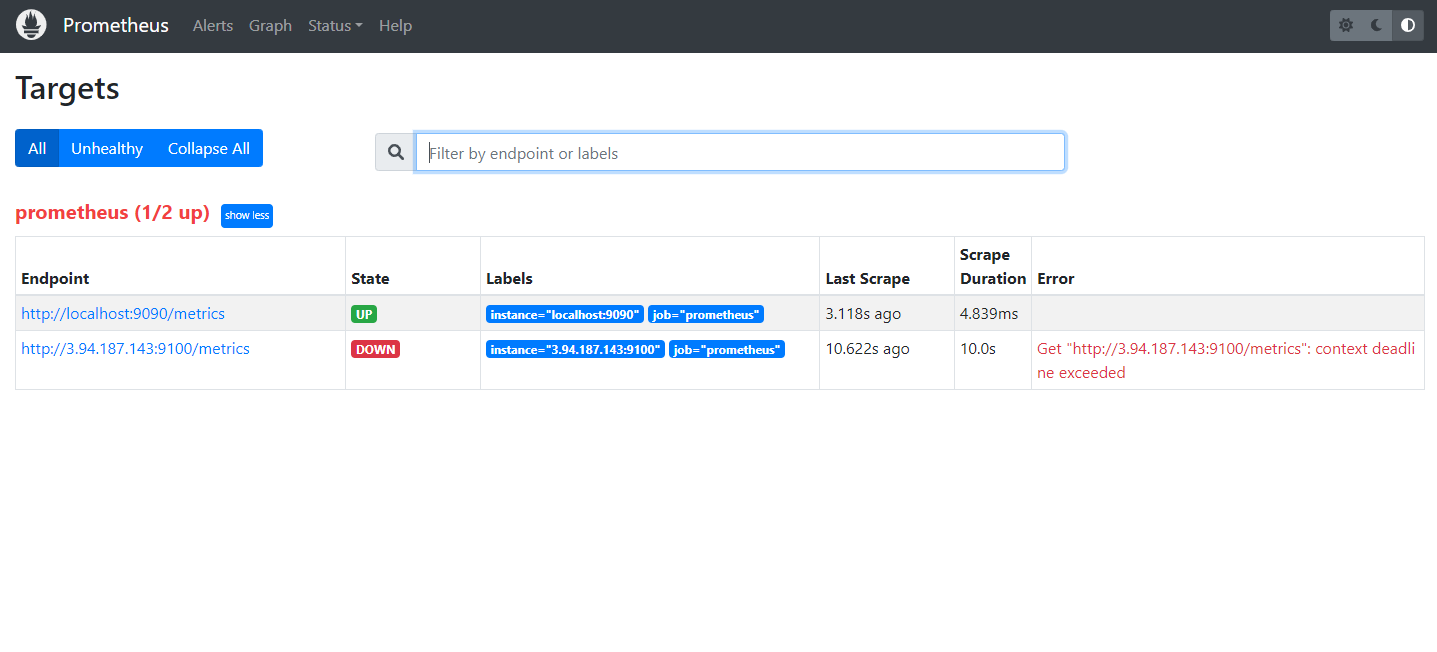 Prometheus Alerts Graph Status Help
Targets
All Unhealthy Collapse All
Filter by endpoint or labels
prometheus (1/2 up) show less
Endpoint State Labels Last Scrape Scrape Duration Error
http://localhost:9090/metrics UP instance="localhost:9090" job="prometheus" 3.118s ago 4.839ms
http://3.94.187.143:9100/metrics DOWN instance="3.94.187.143:9100" job="prometheus" 10.622s ago 10.0s Get "http://3.94.187.143:9100/metrics": context deadli
ne exceeded